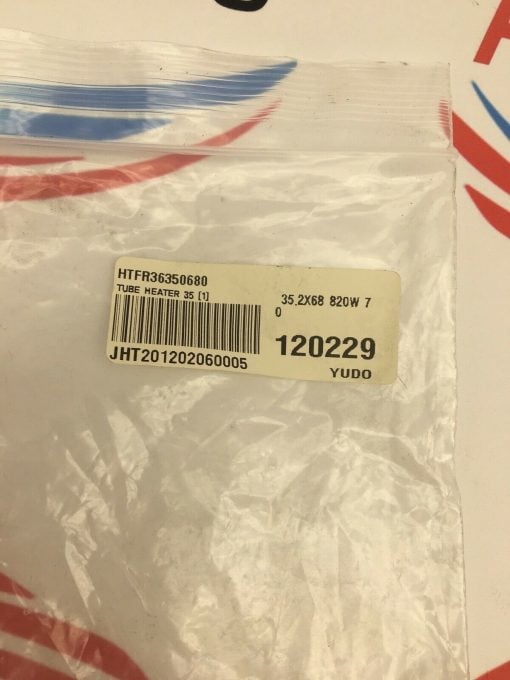 HTFR36350680
TUBE HEATER 35 [1]
35.2X68 820W 7
0
120229
JHT201202060005
YUDO